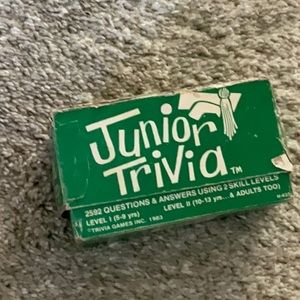 Junior
Trivia™
2592 QUESTIONS & ANSWERS USING 2 SKILL LEVELS
LEVEL I (5-9 yrs) LEVEL II (10-13 yrs... & ADULTS TOO)
©TRIVIA GAMES INC. 1983